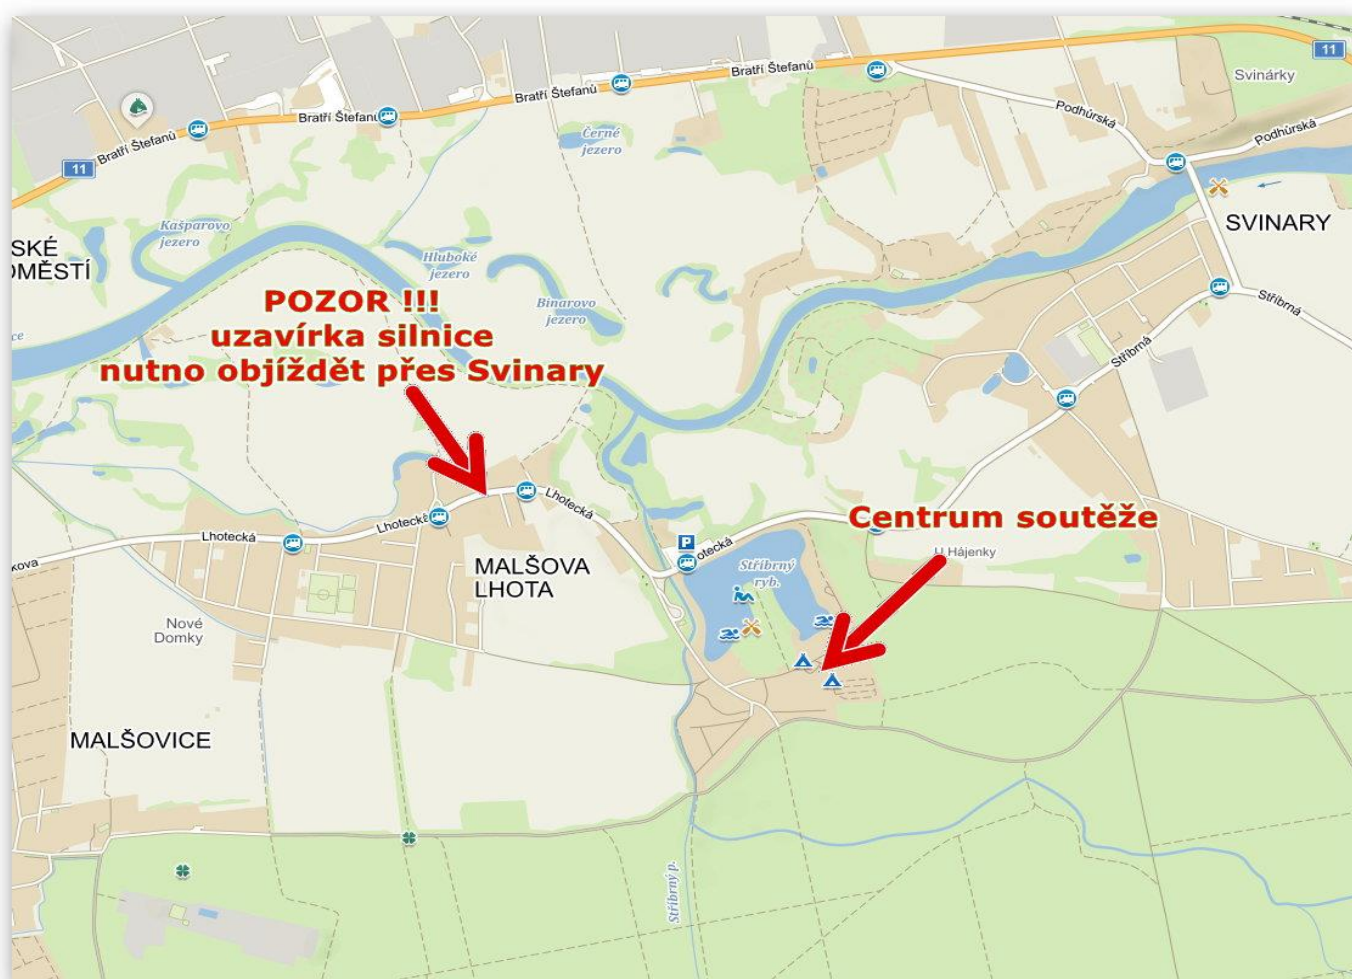 11
Svinárky
Bratří Štefanů
Bratří Štefanů
Bratří Štefanů
Bratří Štefanů
11
Podhůrská
Podhůrská
Černé
jezero
Kašparovo
jezero
SVINARY
SKÉ
OMĚSTÍ
Hluboké
jezero
Binarovo
jezero
POZOR !!!
uzavírka silnice
nutno objíždět přes Svinary
Stříbrná
Stříbrná
Lhotecká
Lhotecká
Lhotecká
kova
Centrum soutěže
P
otecká
U Hájenky
MALŠOVA
LHOTA
Stříbrný
ryb.
Nové
Domky
MALŠOVICE
Stříbrný p.